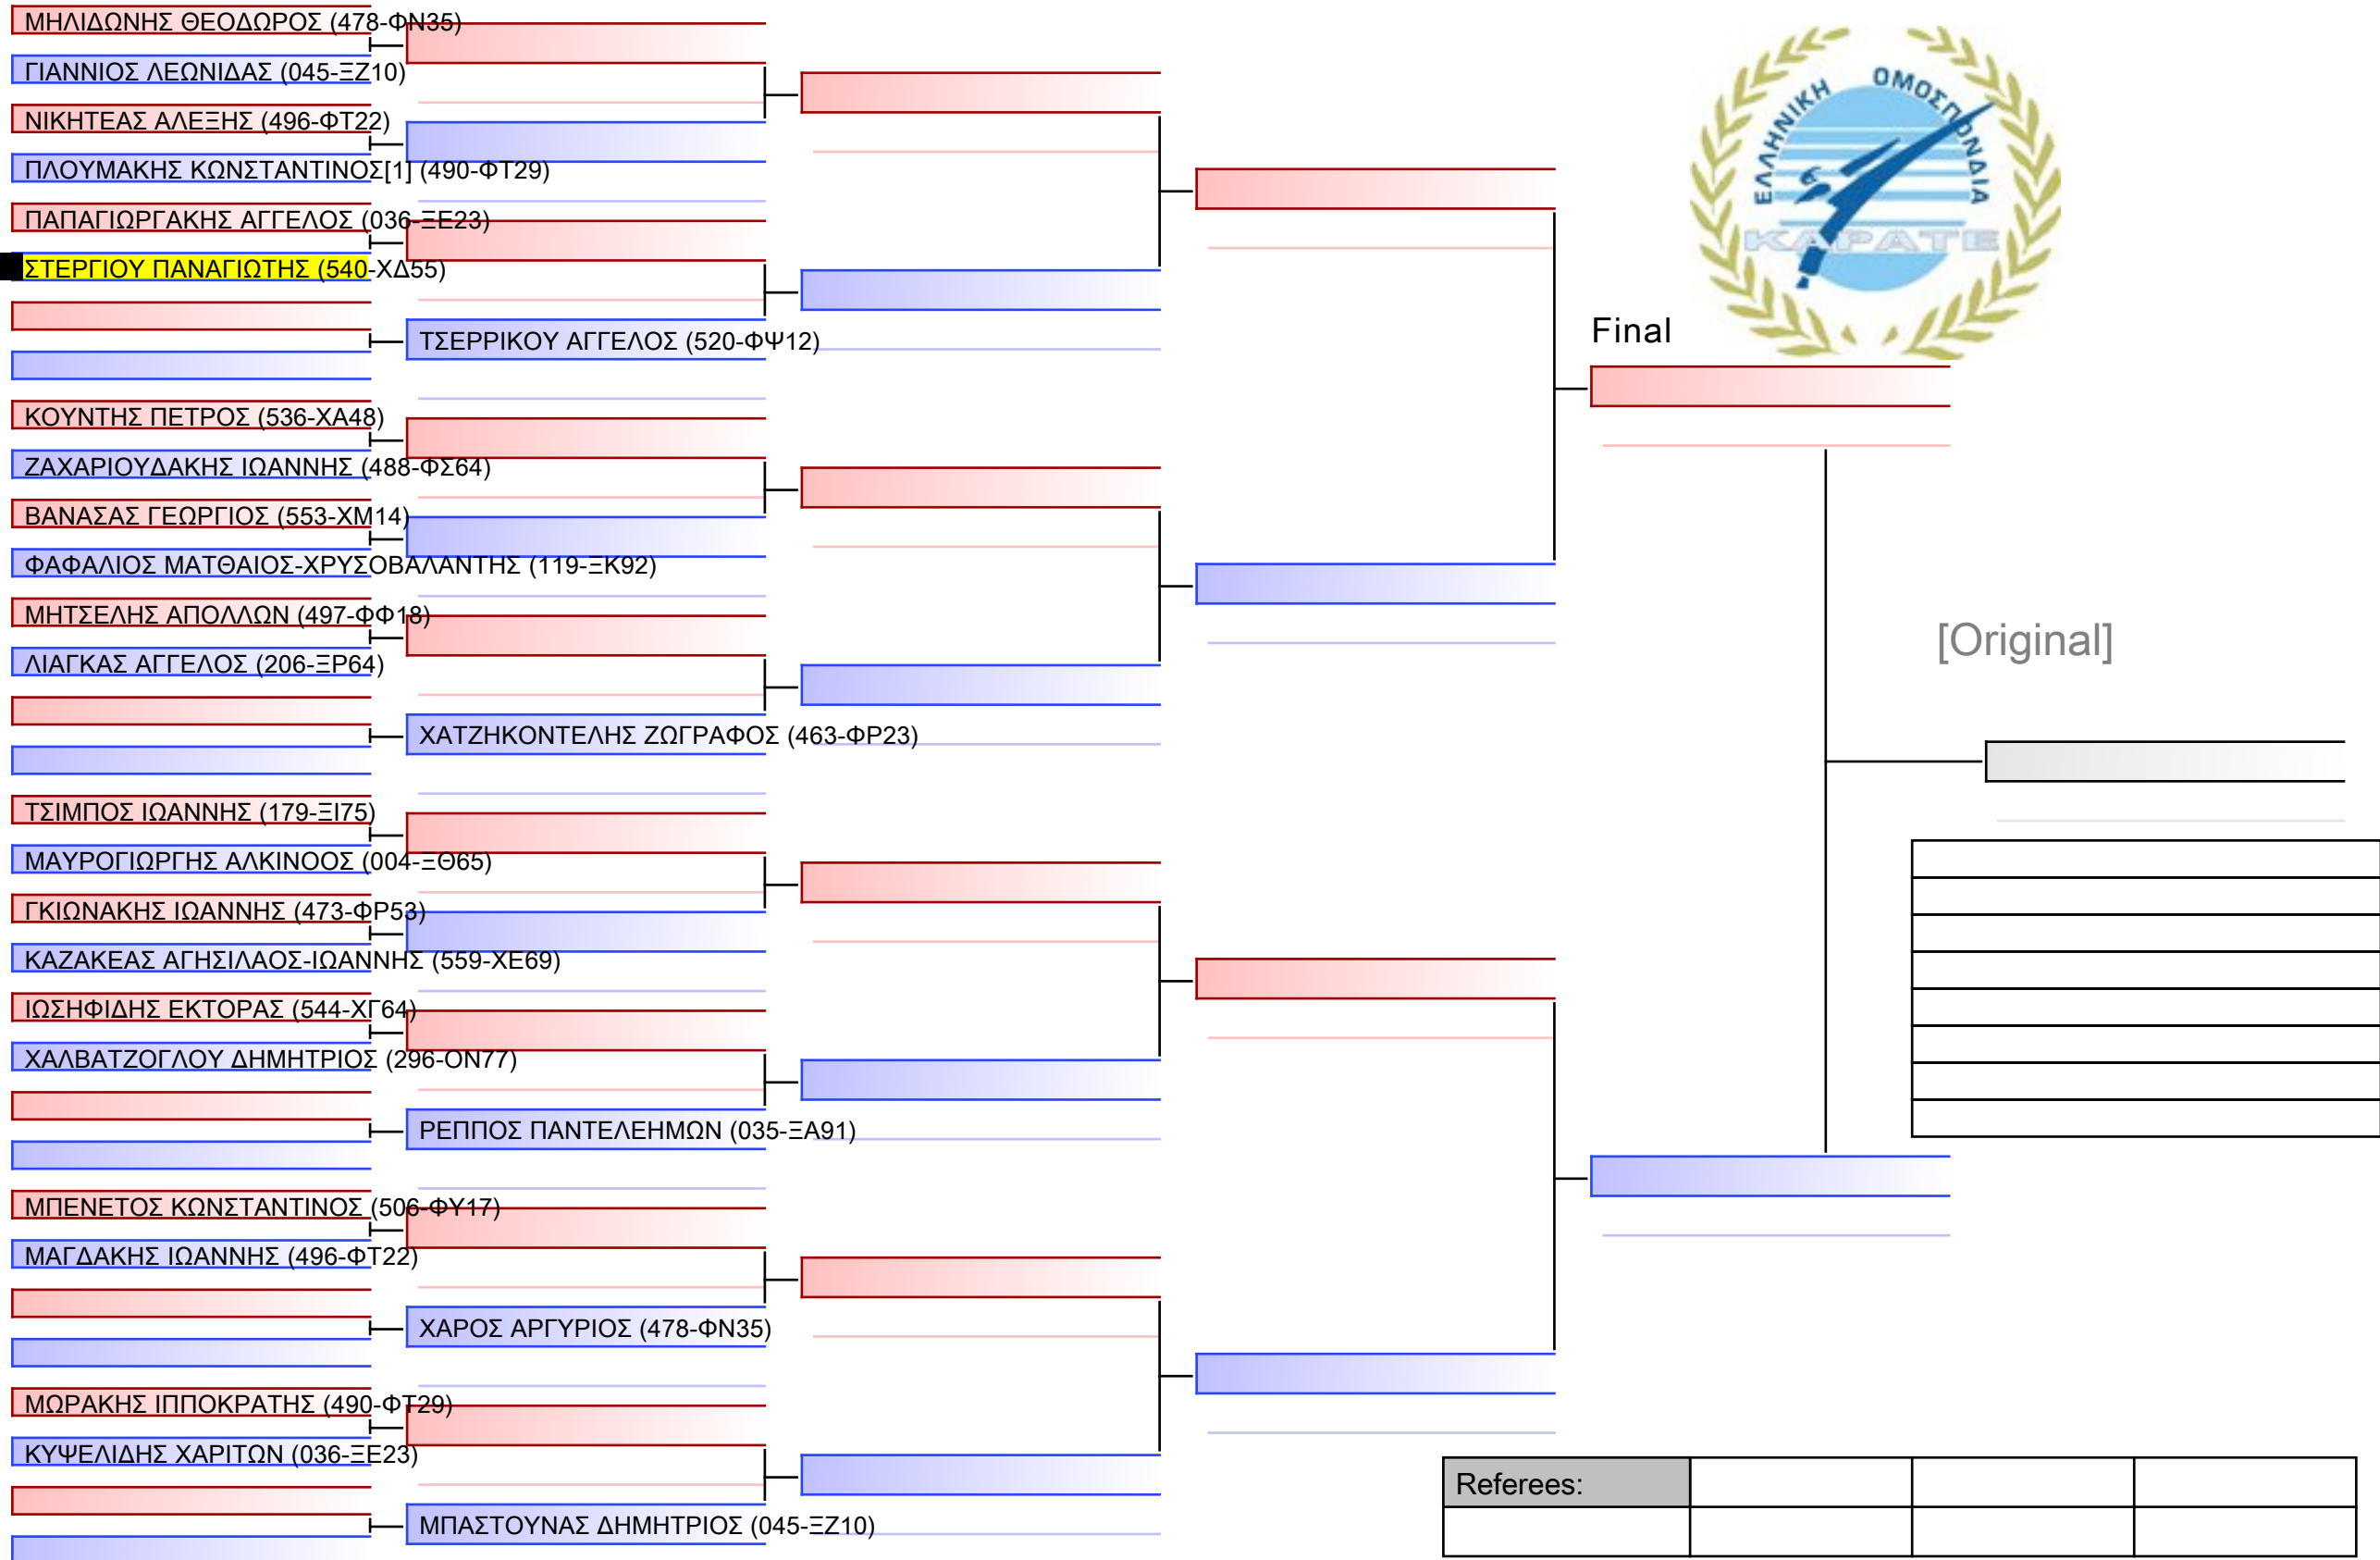 ΜΗΛΙΔΩΝΗΣ ΘΕΟΔΩΡΟΣ (478-ΦΝ35)
ΓΙΑΝΝΙΟΣ ΛΕΩΝΙΔΑΣ (045-ΞΖ10)
ΝΙΚΗΤΕΑΣ ΑΛΕΞΗΣ (496-ΦΤ22)
ΠΛΟΥΜΑΚΗΣ ΚΩΝΣΤΑΝΤΙΝΟΣ[1] (490-ΦΤ29)
ΠΑΠΑΓΙΩΡΓΑΚΗΣ ΑΓΓΕΛΟΣ (036-ΞΕ23)
ΣΤΕΡΓΙΟΥ ΠΑΝΑΓΙΩΤΗΣ (540-ΧΔ55)
ΤΣΕΡΡΙΚΟΥ ΑΓΓΕΛΟΣ (520-ΦΨ12)
ΚΟΥΝΤΗΣ ΠΕΤΡΟΣ (536-ΧΑ48)
ΖΑΧΑΡΙΟΥΔΑΚΗΣ ΙΩΑΝΝΗΣ (488-ΦΣ64)
ΒΑΝΑΣΑΣ ΓΕΩΡΓΙΟΣ (553-ΧΜ14)
ΦΑΦΑΛΙΟΣ ΜΑΤΘΑΙΟΣ-ΧΡΥΣΟΒΑΛΑΝΤΗΣ (119-ΞΚ92)
ΜΗΤΣΕΛΗΣ ΑΠΟΛΛΩΝ (497-ΦΦ18)
ΛΙΑΓΚΑΣ ΑΓΓΕΛΟΣ (206-ΞΡ64)
ΧΑΤΖΗΚΟΝΤΕΛΗΣ ΖΩΓΡΑΦΟΣ (463-ΦΡ23)
ΤΣΙΜΠΟΣ ΙΩΑΝΝΗΣ (179-ΞΙ75)
ΜΑΥΡΟΓΙΩΡΓΗΣ ΑΛΚΙΝΟΟΣ (004-ΞΘ65)
ΓΚΙΩΝΑΚΗΣ ΙΩΑΝΝΗΣ (473-ΦΡ53)
ΚΑΖΑΚΕΑΣ ΑΓΗΣΙΛΑΟΣ-ΙΩΑΝΝΗΣ (559-ΧΕ69)
ΙΩΣΗΦΙΔΗΣ ΕΚΤΟΡΑΣ (544-ΧΓ64)
ΧΑΛΒΑΤΖΟΓΛΟΥ ΔΗΜΗΤΡΙΟΣ (296-ΟΝ77)
ΡΕΠΠΟΣ ΠΑΝΤΕΛΕΗΜΩΝ (035-ΞΑ91)
ΜΠΕΝΕΤΟΣ ΚΩΝΣΤΑΝΤΙΝΟΣ (506-ΦΥ17)
ΜΑΓΔΑΚΗΣ ΙΩΑΝΝΗΣ (496-ΦΤ22)
ΧΑΡΟΣ ΑΡΓΥΡΙΟΣ (478-ΦΝ35)
ΜΩΡΑΚΗΣ ΙΠΠΟΚΡΑΤΗΣ (490-ΦΤ29)
ΚΥΨΕΛΙΔΗΣ ΧΑΡΙΤΩΝ (036-ΞΕ23)
ΜΠΑΣΤΟΥΝΑΣ ΔΗΜΗΤΡΙΟΣ (045-ΞΖ10)
ΕΛΛΗΝΙΚΗ ΟΜΟΣΠΟΝΔΙΑ
ΚΑΡΑΤΕ
Final
[Original]
Referees: